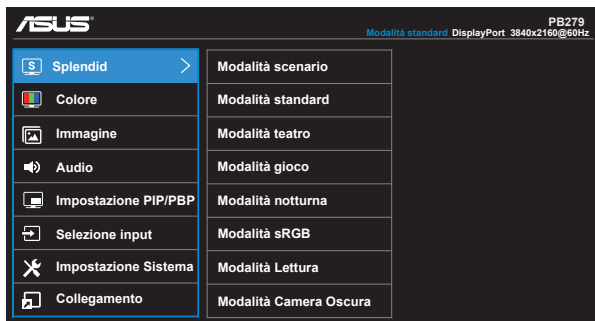 ASUS
PB279
Modalità standard DisplayPort 3840x2160@60Hz
S Splendid
Colore
Immagine
Audio
Impostazione PIP/PBP
Selezione input
Impostazione Sistema
Collegamento
Modalità scenario
Modalità standard
Modalità teatro
Modalità gioco
Modalità notturna
Modalità sRGB
Modalità Lettura
Modalità Camera Oscura